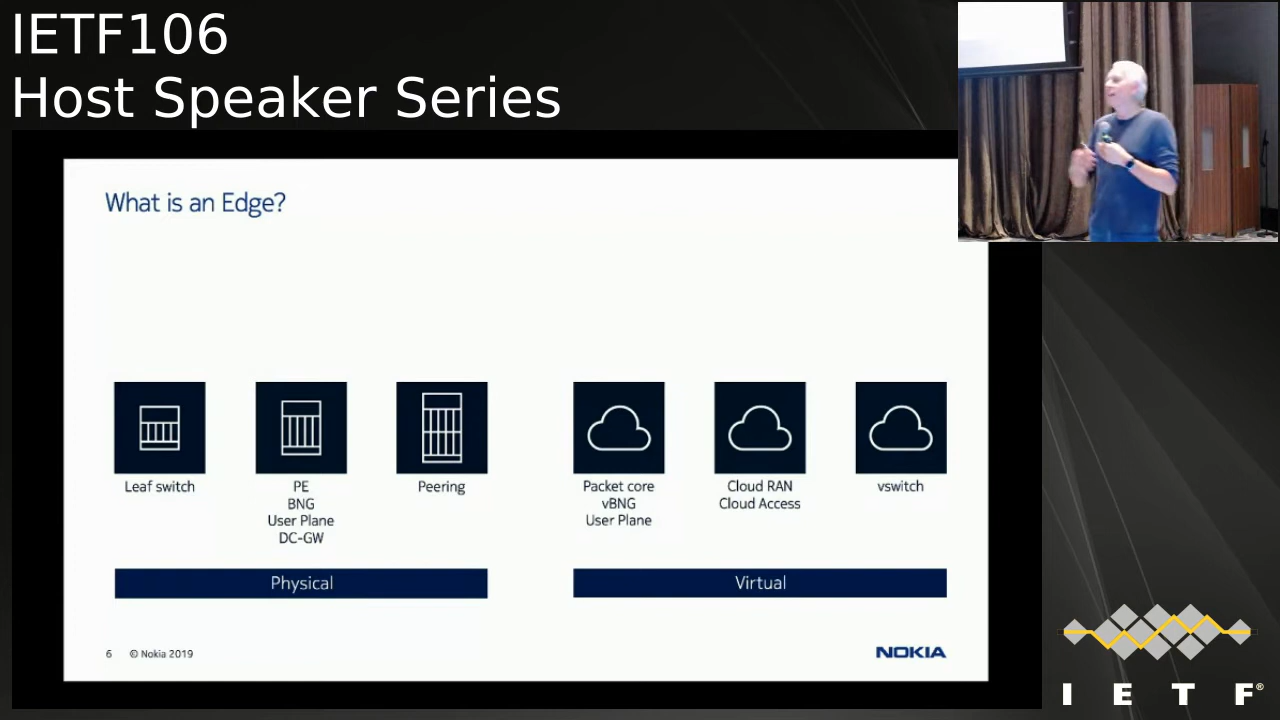 IETF106
Host Speaker Series
What is an Edge?
Leaf switch
PE
BNG
User Plane
DC-GW
Peering
Packet core
vBNG
User Plane
Cloud RAN
Cloud Access
vswitch
Physical
Virtual
6 © Nokia 2019
NOKIA
I E T F®